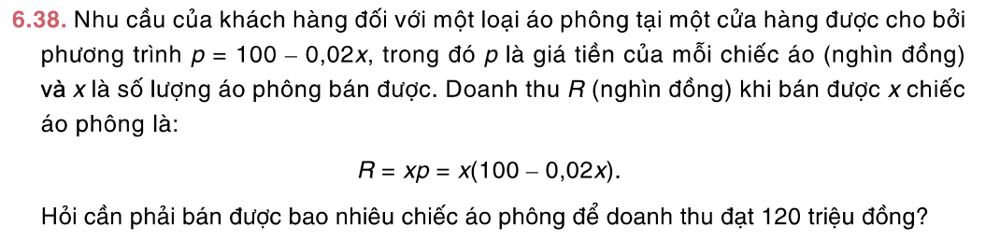 6.38. Nhu cầu của khách hàng đối với một loại áo phông tại một cửa hàng được cho bởi
phương trình p = 100 – 0,02x, trong đó p là giá tiền của mỗi chiếc áo (nghìn đồng)
và x là số lượng áo phông bán được. Doanh thu R (nghìn đồng) khi bán được x chiếc
áo phông là:
R = xp = x(100 – 0,02x).
Hỏi cần phải bán được bao nhiêu chiếc áo phông để doanh thu đạt 120 triệu đồng?